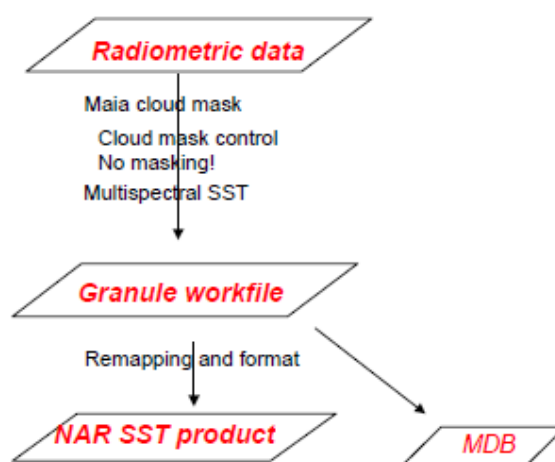 Radiometric data
Maia cloud mask
Cloud mask control
No masking!
Multispectral SST
Granule workfile
Remapping and format
NAR SST product
MDB